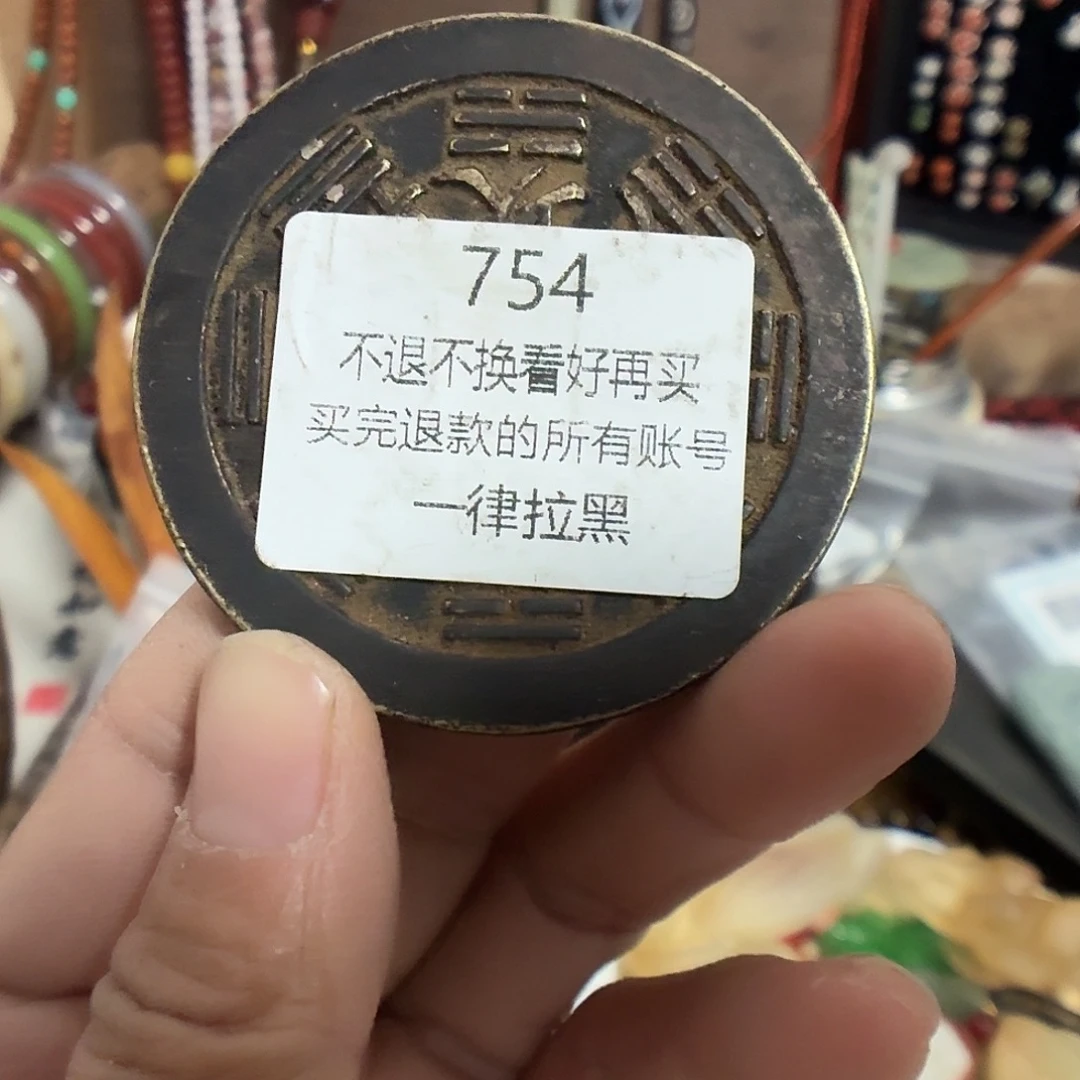 754
不退不换看好再买
买完退款的所有账号
一律拉黑